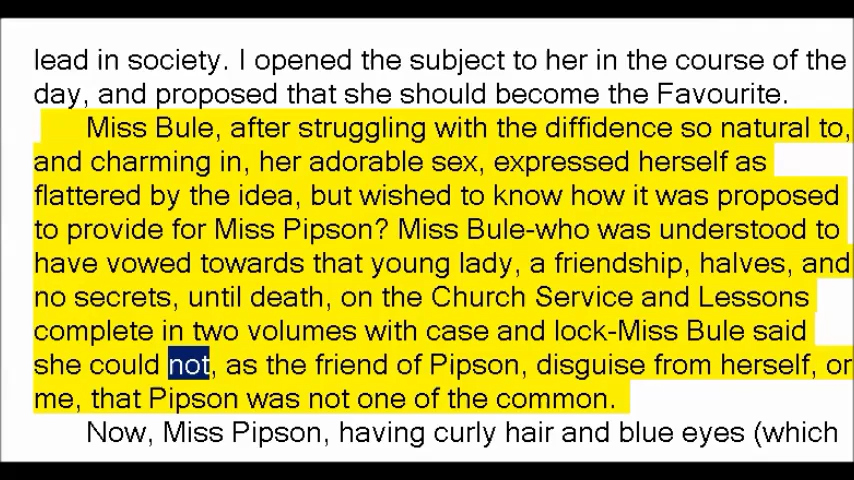 lead in society. I opened the subject to her in the course of the
day, and proposed that she should become the Favourite.
Miss Bule, after struggling with the diffidence so natural to,
and charming in, her adorable sex, expressed herself as
flattered by the idea, but wished to know how it was proposed
to provide for Miss Pipson? Miss Bule-who was understood to
have vowed towards that young lady, a friendship, halves, and
no secrets, until death, on the Church Service and Lessons
complete in two volumes with case and lock-Miss Bule said
she could not, as the friend of Pipson, disguise from herself, or
me, that Pipson was not one of the common.
Now, Miss Pipson, having curly hair and blue eyes (which